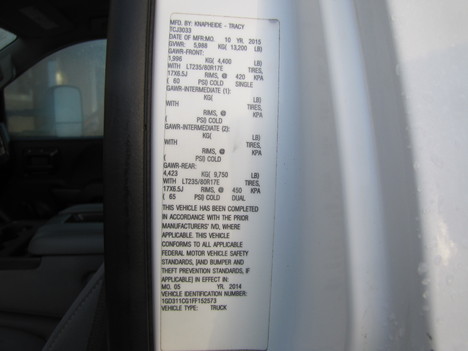 MFD. BY: KNAPHEIDE - TRACY
TCJ3033
DATE OF MFR:MO. 10 YR. 2015
GVWR: 5,988 KG( 13,200 LB)
GAWR-FRONT:
1,996 KG( 4,400 LB)
WITH LT235/80R17E TIRES,
17X6.5J RIMS, @ 420 KPA
( 60 PSI) COLD SINGLE
GAWR-INTERMEDIATE (1):
KG( LB)
WITH TIRES,
RIMS, @ KPA
( PSI) COLD
GAWR-INTERMEDIATE (2):
KG( LB)
WITH TIRES,
RIMS, @ KPA
( PSI) COLD
GAWR-REAR:
4,423 KG( 9,750 LB)
WITH LT235/80R17E TIRES,
17X6.5J RIMS, @ 450 KPA
( 65 PSI) COLD DUAL
THIS VEHICLE HAS BEEN COMPLETED
IN ACCORDANCE WITH THE PRIOR
MANUFACTURERS' IVD, WHERE
APPLICABLE. THIS VEHICLE
CONFORMS TO ALL APPLICABLE
FEDERAL MOTOR VEHICLE SAFETY
STANDARDS, [AND BUMPER AND
THEFT PREVENTION STANDARDS, IF
APPLICABLE] IN EFFECT IN:
MO. 05 YR. 2014
VEHICLE IDENTIFICATION NUMBER:
1GD311CG1FF152573
VEHICLE TYPE: TRUCK